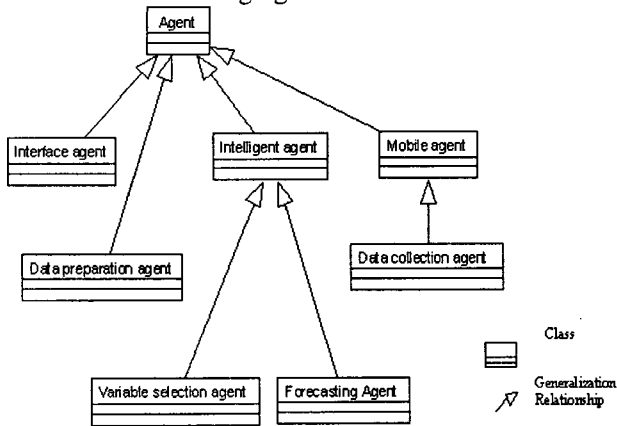 Agent
Interface agent
Intelligent agent
Mobile agent
Data preparation agent
Data collection agent
Variable selection agent
Forecasting Agent
Class
Generalization
Relationship